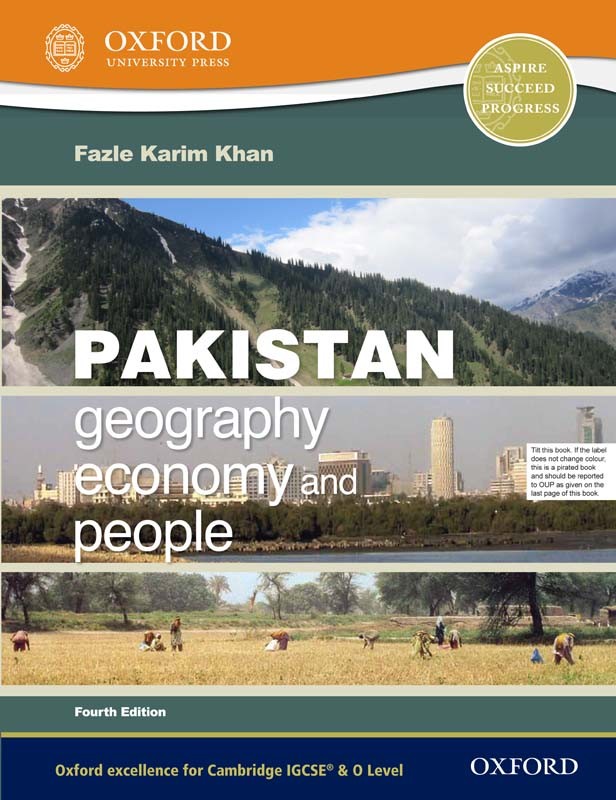 OXFORD
UNIVERSITY PRESS
ASPIRE
SUCCEED
PROGRESS
Fazle Karim Khan
PAKISTAN
geography
economy and
people
Tilt this book. If the label
does not change colour,
this is a pirated book
and should be reported
to OUP as given on the
last page of this book.
Fourth Edition
Oxford excellence for Cambridge IGCSE® & O Level
OXFORD